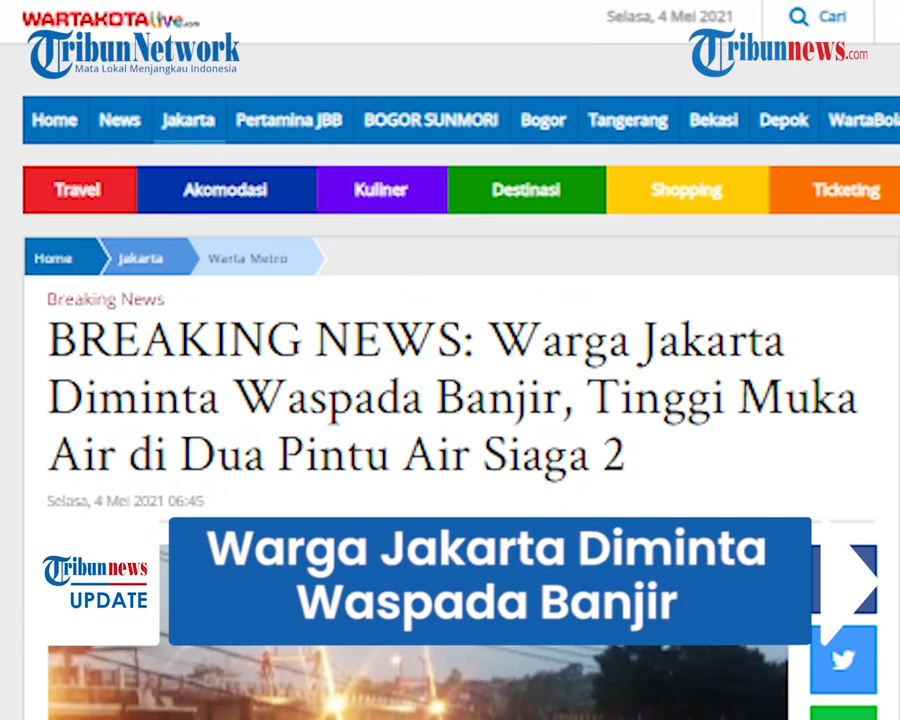 WARTAKOTAlive.com
Selasa, 4 Mei 2021
Cari
Tribun Network
Mata Lokal Menjangkau Indonesia
Tribunnews.com
Home News Jakarta Pertamina JBB BOGOR SUNMORI Bogor Tangerang Bekasi Depok WartaBola
Travel Akomodasi Kuliner Destinasi Shopping Ticketing
Home Jakarta Warta Metro
Breaking News
BREAKING NEWS: Warga Jakarta
Diminta Waspada Banjir, Tinggi Muka
Air di Dua Pintu Air Siaga 2
Selasa, 4 Mei 2021 06:45
Warga Jakarta Diminta
Waspada Banjir
Tribunnews
UPDATE